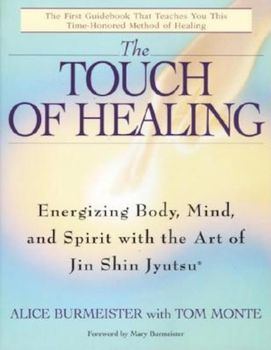 The First Guidebook That Teaches You This
Time-Honored Method of Healing
The
TOUCH
OF HEALING
Energizing Body, Mind,
and Spirit with the Art of
Jin Shin Jyutsu®
ALICE BURMEISTER with TOM MONTE
Foreword by Mary Burmeister